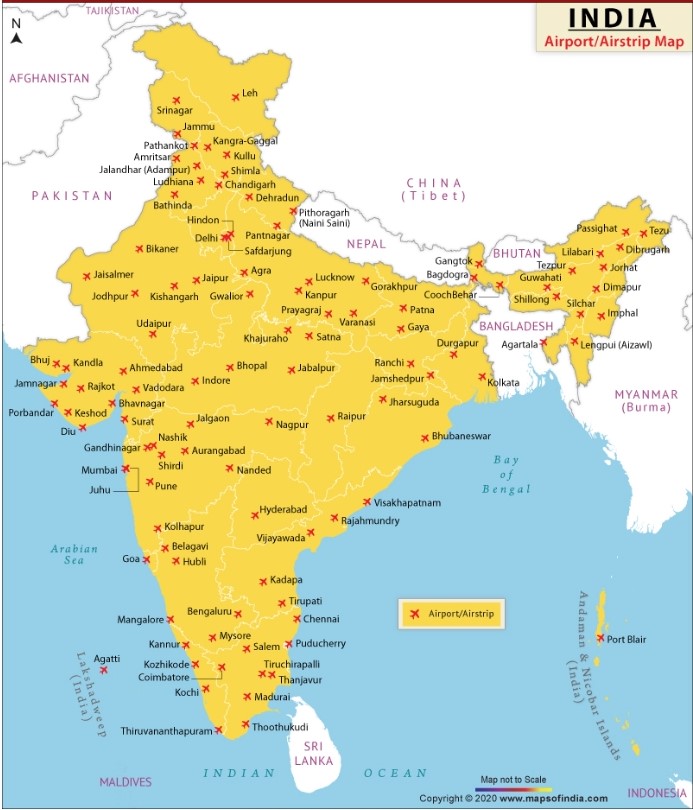 INDIA
Airport/Airstrip Map
N
TAJIKISTAN
AFGHANISTAN
PAKISTAN
CHINA
(Tibet)
NEPAL
BHUTAN
BANGLADESH
MYANMAR
(Burma)
Leh
Srinagar
Jammu
Pathankot
Kangra-Gaggal
Amritsar
Kullu
Jalandhar (Adampur)
Shimla
Ludhiana
Chandigarh
Bathinda
Dehradun
Pithoragarh
(Naini Saini)
Hindon
Pantnagar
Delhi
Safdarjung
Bikaner
Jaisalmer
Jaipur
Agra
Lucknow
Gorakhpur
Jodhpur
Kishangarh
Gwalior
Kanpur
Prayagraj
Varanasi
Patna
Gaya
Udaipur
Khajuraho
Satna
Gangtok
Bagdogra
CoochBehar
Passighat
Tezu
Lilabari
Dibrugarh
Tezpur
Jorhat
Guwahati
Dimapur
Shillong
Silchar
Imphal
Agartala
Lengpui (Aizawl)
Durgapur
Ranchi
Jamshedpur
Kolkata
Bhuj
Kandla
Ahmedabad
Bhopal
Jabalpur
Jamnagar
Rajkot
Vadodara
Indore
Porbandar
Keshod
Bhavnagar
Diu
Surat
Jalgaon
Nagpur
Raipur
Jharsuguda
Bhubaneswar
Nashik
Gandhinagar
Aurangabad
Shirdi
Mumbai
Nanded
Juhu
Pune
Hyderabad
Visakhapatnam
Rajahmundry
Vijayawada
Kolhapur
Belagavi
Goa
Hubli
Kadapa
Tirupati
Bengaluru
Chennai
Mangalore
Mysore
Kannur
Salem
Puducherry
Kozhikode
Tiruchirapalli
Coimbatore
Thanjavur
Kochi
Madurai
Thiruvananthapuram
Thoothukudi
Agatti
Lakshadweep
(India)
Arabian
Sea
Bay
of
Bengal
Airport/Airstrip
Port Blair
Andaman & Nicobar Islands
(India)
SRI
LANKA
MALDIVES
INDIAN OCEAN
INDONESIA
Map not to Scale
Copyright © 2020 www.mapsofindia.com